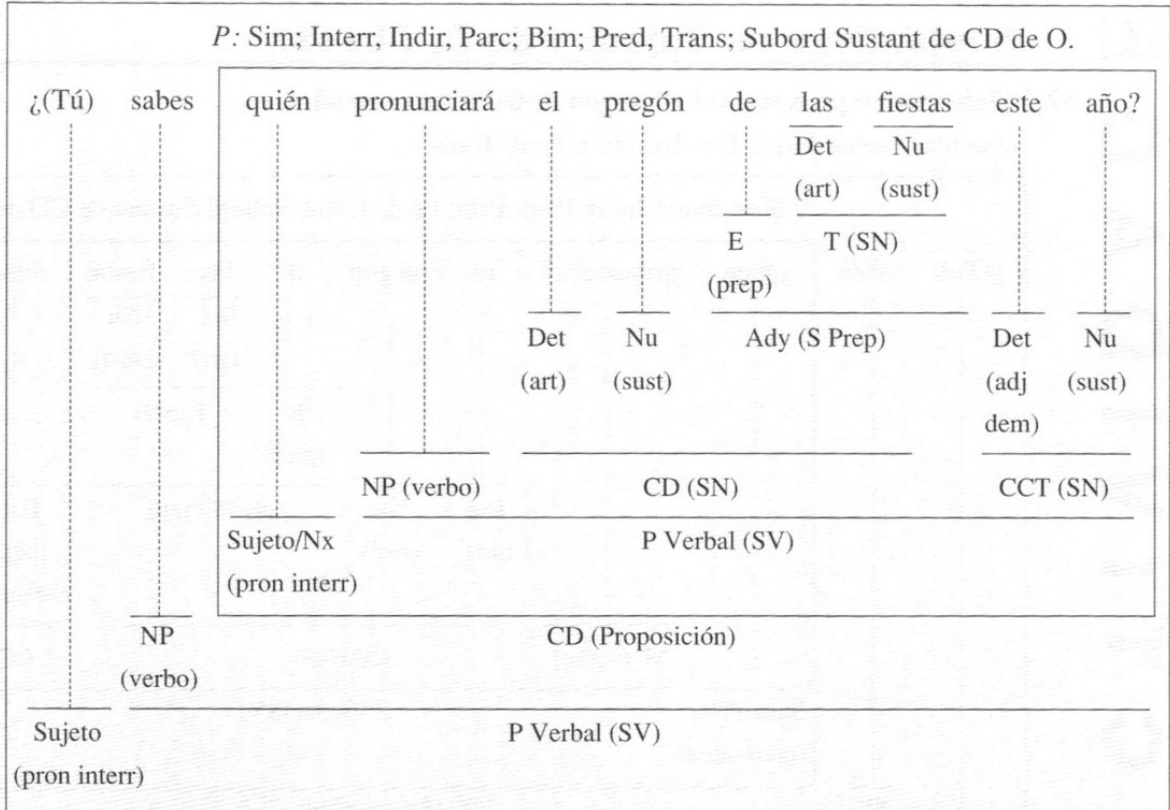 P: Sim; Interr, Indir, Parc; Bim; Pred, Trans; Subord Sustant de CD de O.
¿(Tú) sabes quién pronunciará el pregón de las fiestas este año?
Det Nu
(art) (sust)
E T (SN)
(prep)
Det Nu Ady (S Prep) Det Nu
(art) (sust) (adj (sust)
dem)
NP (verbo) CD (SN) CCT (SN)
Sujeto/Nx P Verbal (SV)
(pron interr)
NP CD (Proposición)
(verbo)
Sujeto P Verbal (SV)
(pron interr)